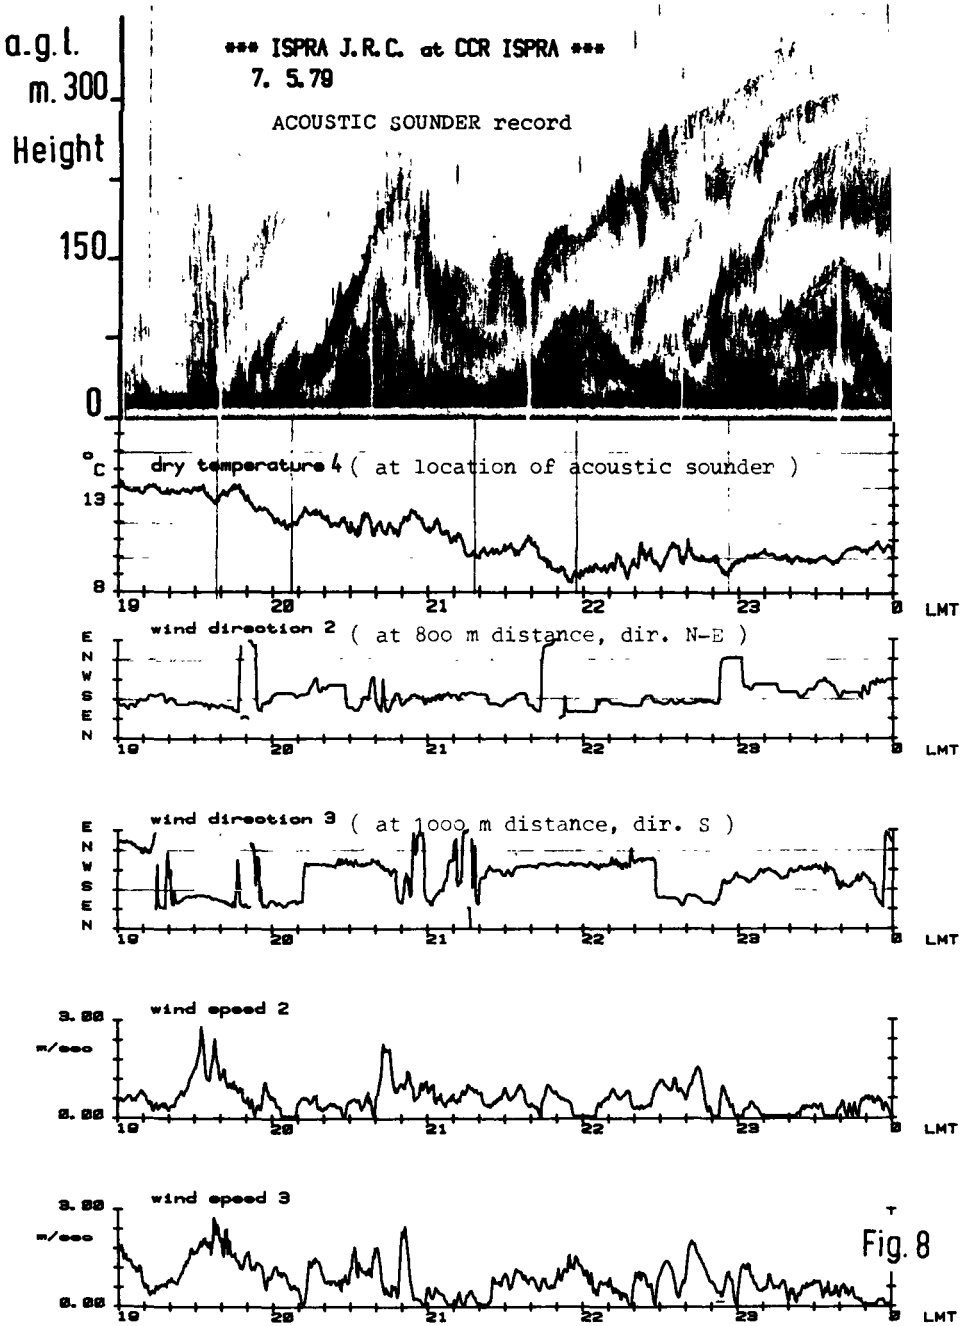 a.g.l.
*** ISPRA J.R.C. at CCR ISPRA ***
m. 300
7. 5.79
Height
ACOUSTIC SOUNDER record
150
0
°C
dry temperature 4 ( at location of acoustic sounder )
13
8
19 20 21 22 23 0 LMT
wind direction 2 ( at 800 m distance, dir. N-E )
E
N
W
S
E
N
19 20 21 22 23 0 LMT
wind direction 3 ( at 1000 m distance, dir. S )
E
N
W
S
E
N
19 20 21 22 23 0 LMT
wind speed 2
3.00
m/sec
0.00
19 20 21 22 23 0 LMT
wind speed 3
3.00
m/sec
Fig. 8
0.00
19 20 21 22 23 0 LMT